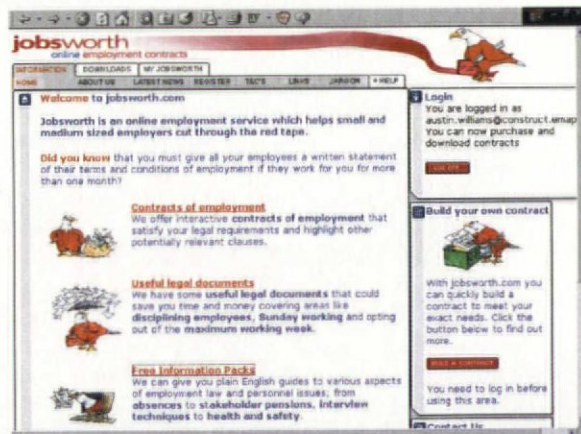 jobsworth
online employment contracts
INFORMATION DOWNLOADS MY JOBSWORTH
HOME ABOUT US LATEST NEWS REGISTER T&C'S LINKS JARGON HELP
Welcome to jobsworth.com
Jobsworth is an online employment service which helps small and
medium sized employers cut through the red tape.
Did you know that you must give all your employees a written statement
of their terms and conditions of employment if they work for you for more
than one month?
Contracts of employment
We offer interactive contracts of employment that
satisfy your legal requirements and highlight other
potentially relevant clauses.
Useful legal documents
We have some useful legal documents that could
save you time and money covering areas like
disciplining employees, Sunday working and opting
out of the maximum working week.
Free Information Packs
We can give you plain English guides to various aspects
of employment law and personnel issues; from
absences to stakeholder pensions, interview
techniques to health and safety.
Login
You are logged in as
austin.williams@construct.emap
You can now purchase and
download contracts
LOG OFF
Build your own contract
With jobsworth.com you
can quickly build a
contract to meet your
exact needs. Click the
button below to find out
more.
BUILD A CONTRACT
You need to log in before
using this area.
Contact Us